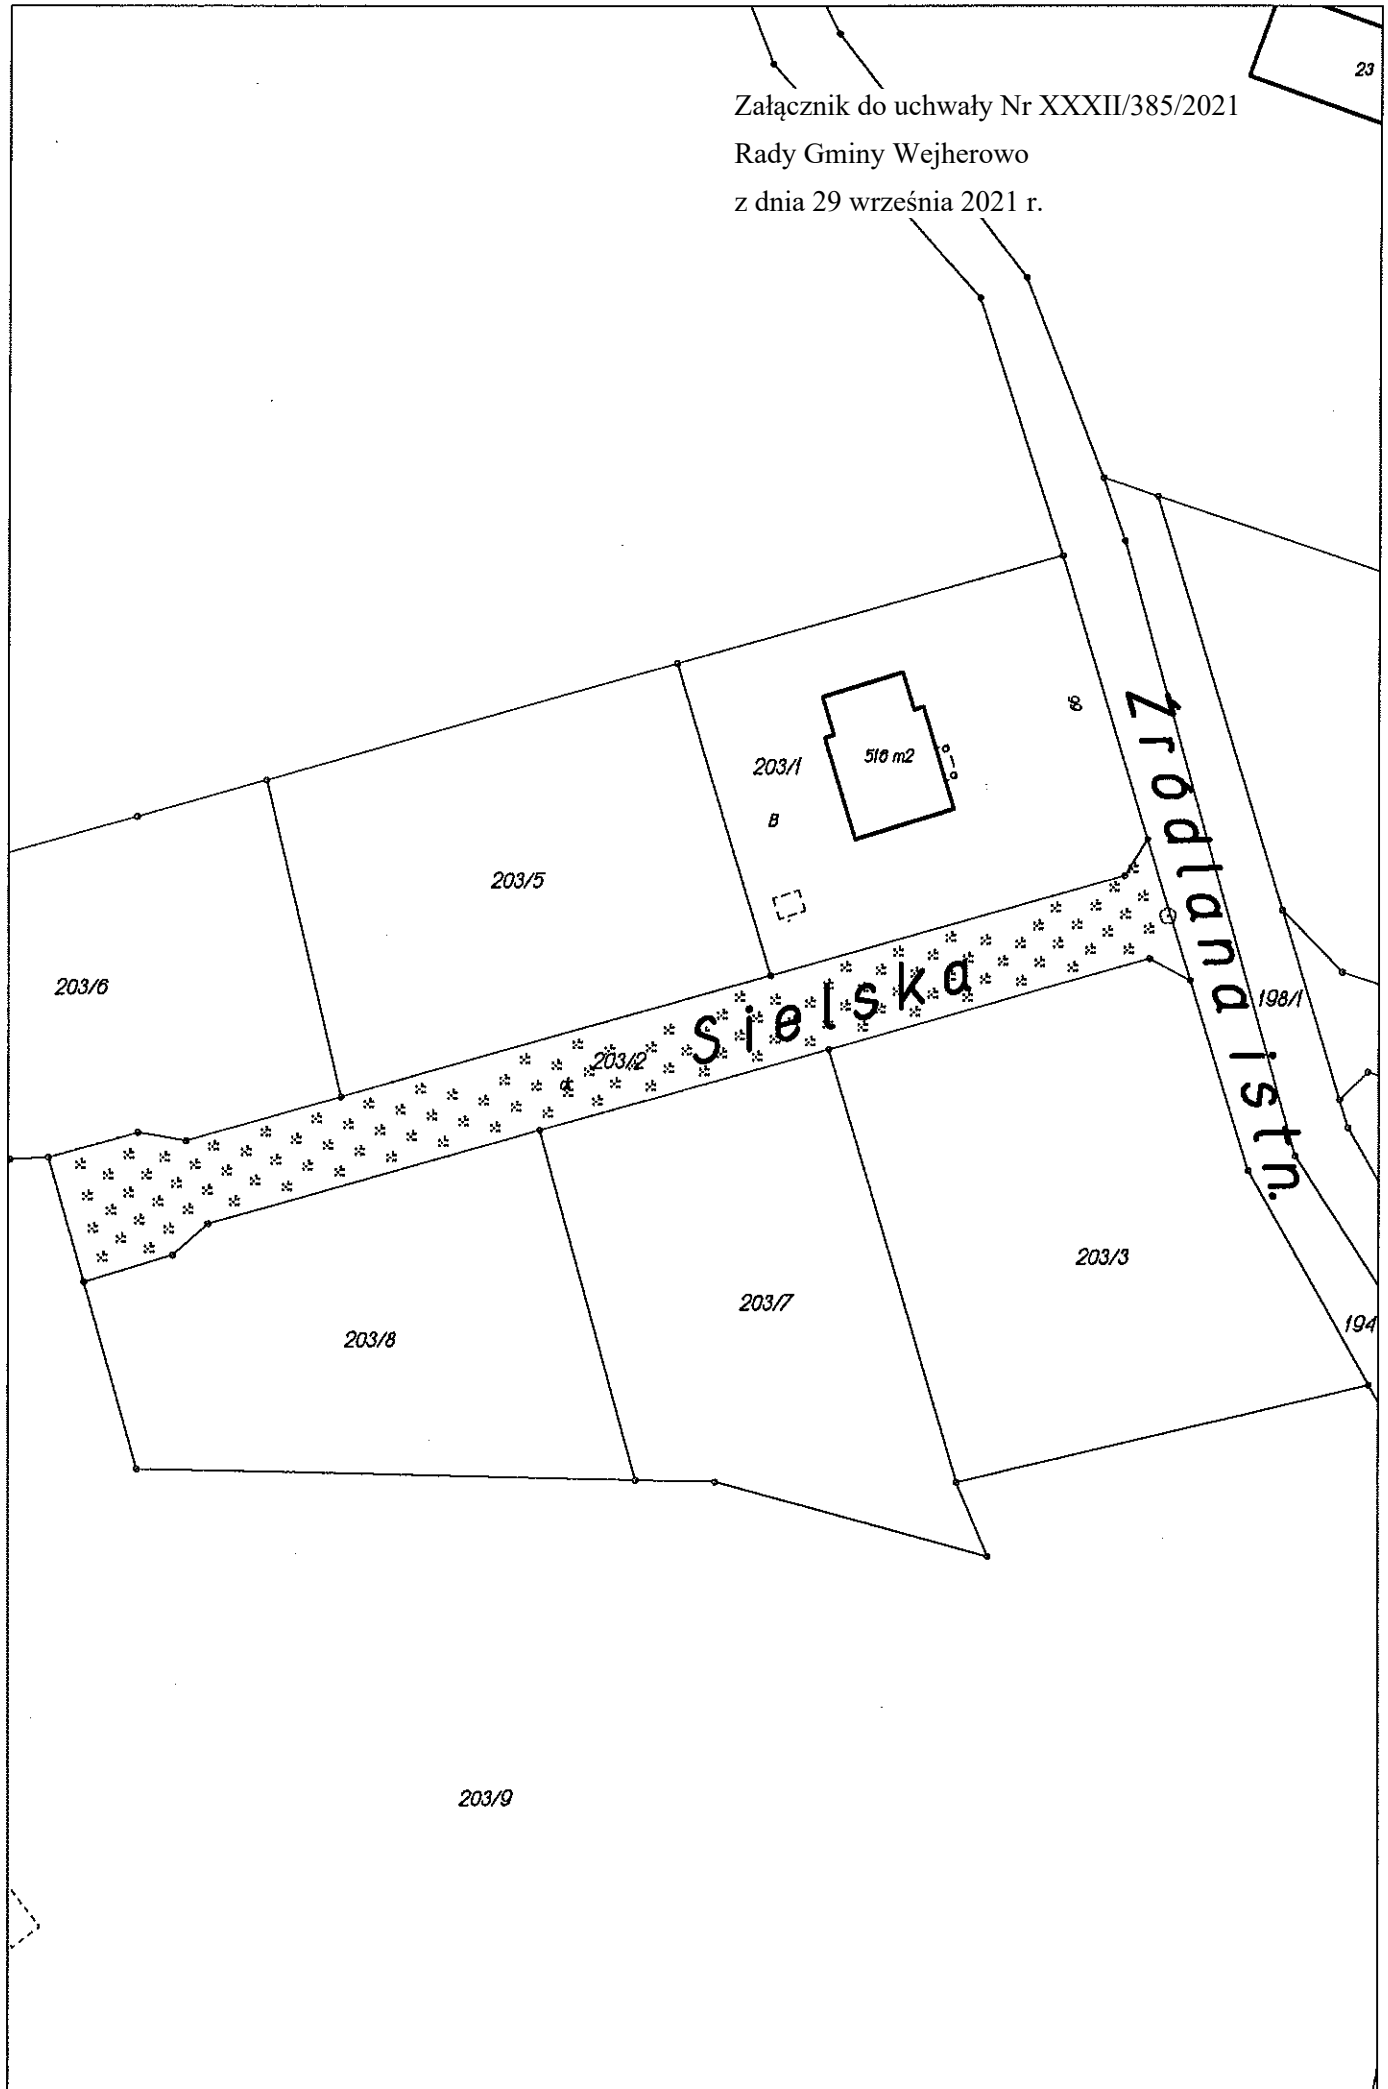 23
Załącznik do uchwały Nr XXXII/385/2021
Rady Gminy Wejherowo
z dnia 29 września 2021 r.
66
Źródlana istn.
203/1
516 m2
B
203/5
203/6
Sielska
198/1
203/2
203/3
203/7
194
203/8
203/9